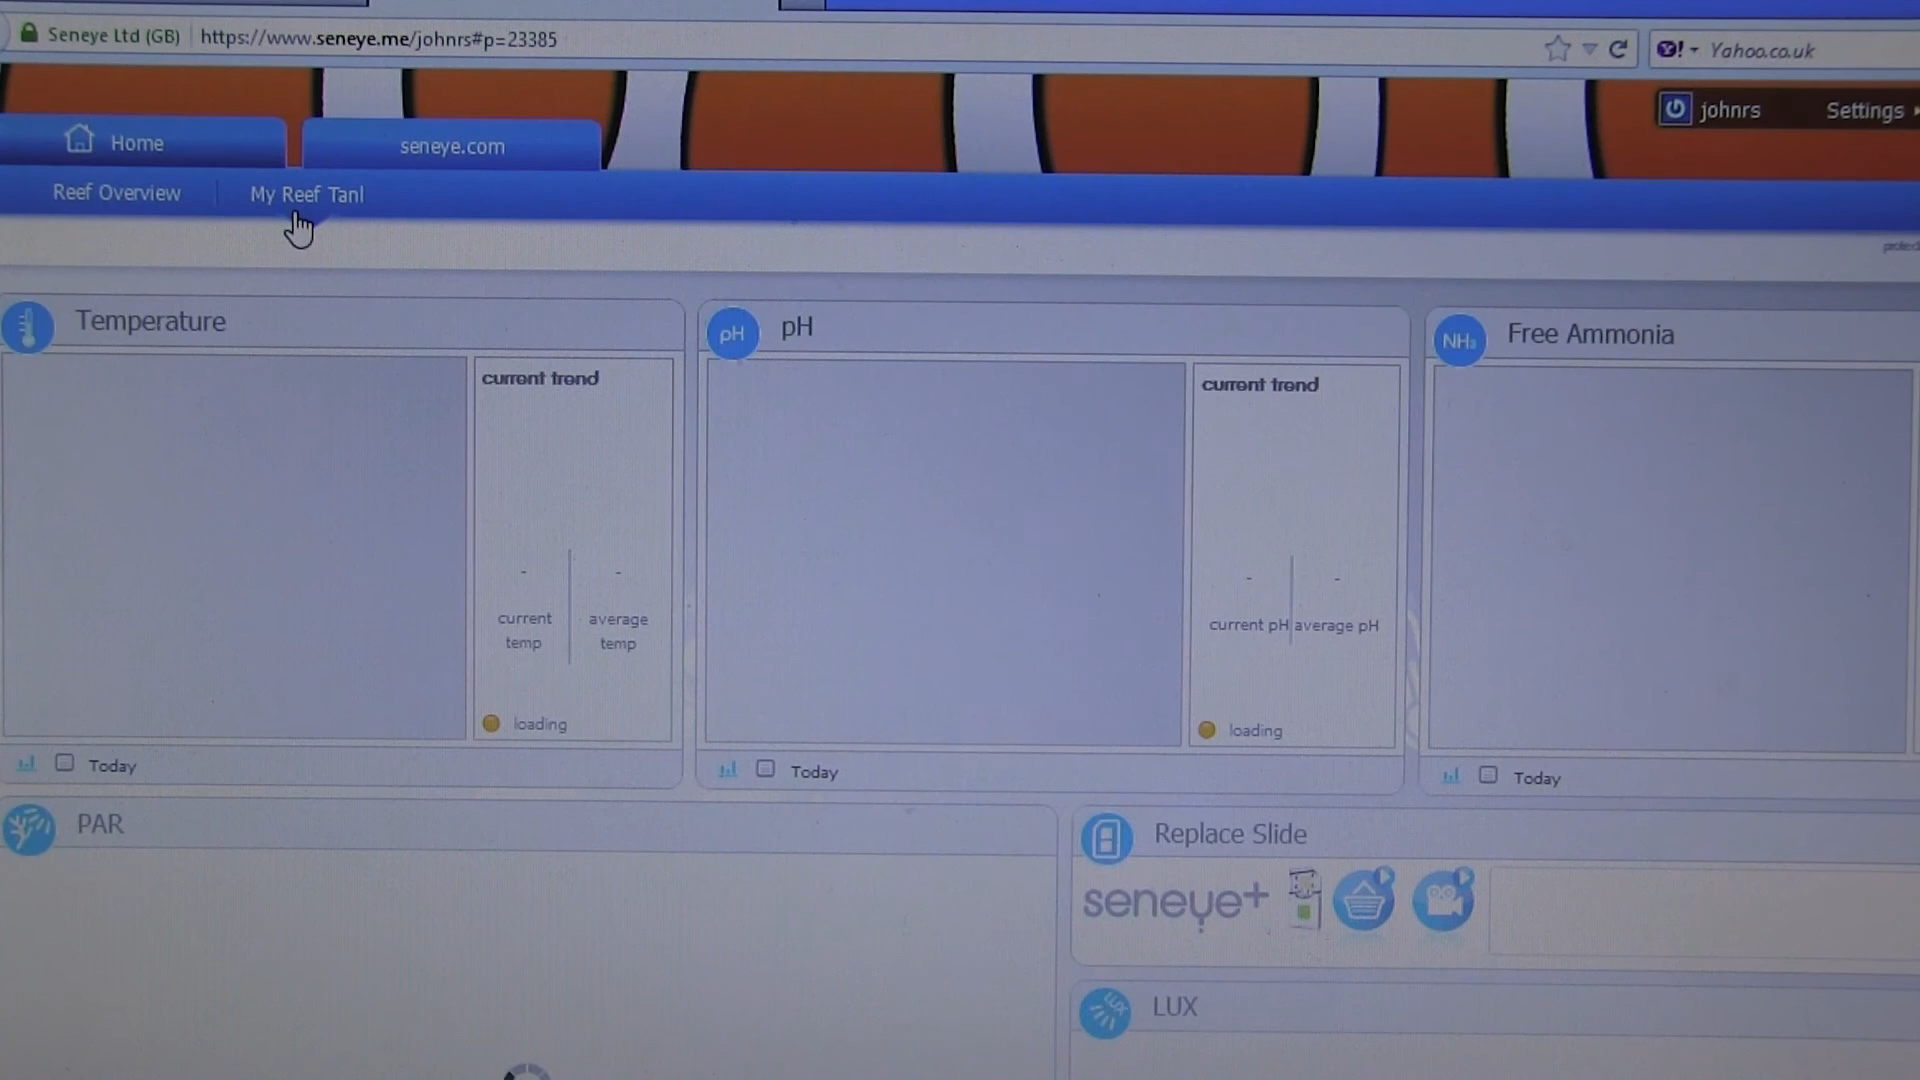 Seneye Ltd (GB) https://www.seneye.me/johnrs#p=23385
Yahoo.co.uk
johnrs Settings
Home
seneye.com
Reef Overview
My Reef Tanl
Temperature
current trend
-
-
current temp
average temp
loading
Today
pH
pH
current trend
-
-
current pH
average pH
loading
Today
NH₃
Free Ammonia
Today
PAR
Replace Slide
seneye+
LUX
LUX